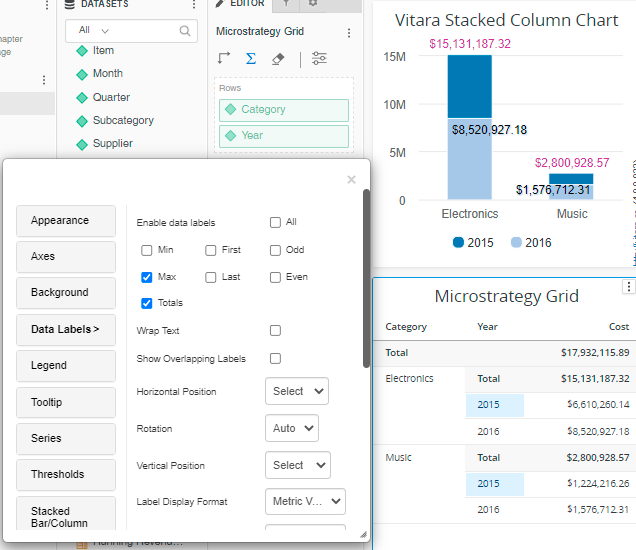 hapter
ge
DATASETS
All
Item
Month
Quarter
Subcategory
Supplier
EDITOR
Microstrategy Grid
Rows
Category
Year
Vitara Stacked Column Chart
$15,131,187.32
15M
10M
$8,520,927.18
5M
$2,800,928.57
$1,576,712.31
0
Electronics Music
2015 2016
×
Appearance
Axes
Background
Data Labels >
Legend
Tooltip
Series
Thresholds
Stacked
Bar/Column
Enable data labels All
Min First Odd
Max Last Even
Totals
Wrap Text
Show Overlapping Labels
Horizontal Position Select
Rotation Auto
Vertical Position Select
Label Display Format Metric V...
Microstrategy Grid
Category Year Cost
Total $17,932,115.89
Electronics Total $15,131,187.32
2015 $6,610,260.14
2016 $8,520,927.18
Music Total $2,800,928.57
2015 $1,224,216.26
2016 $1,576,712.31